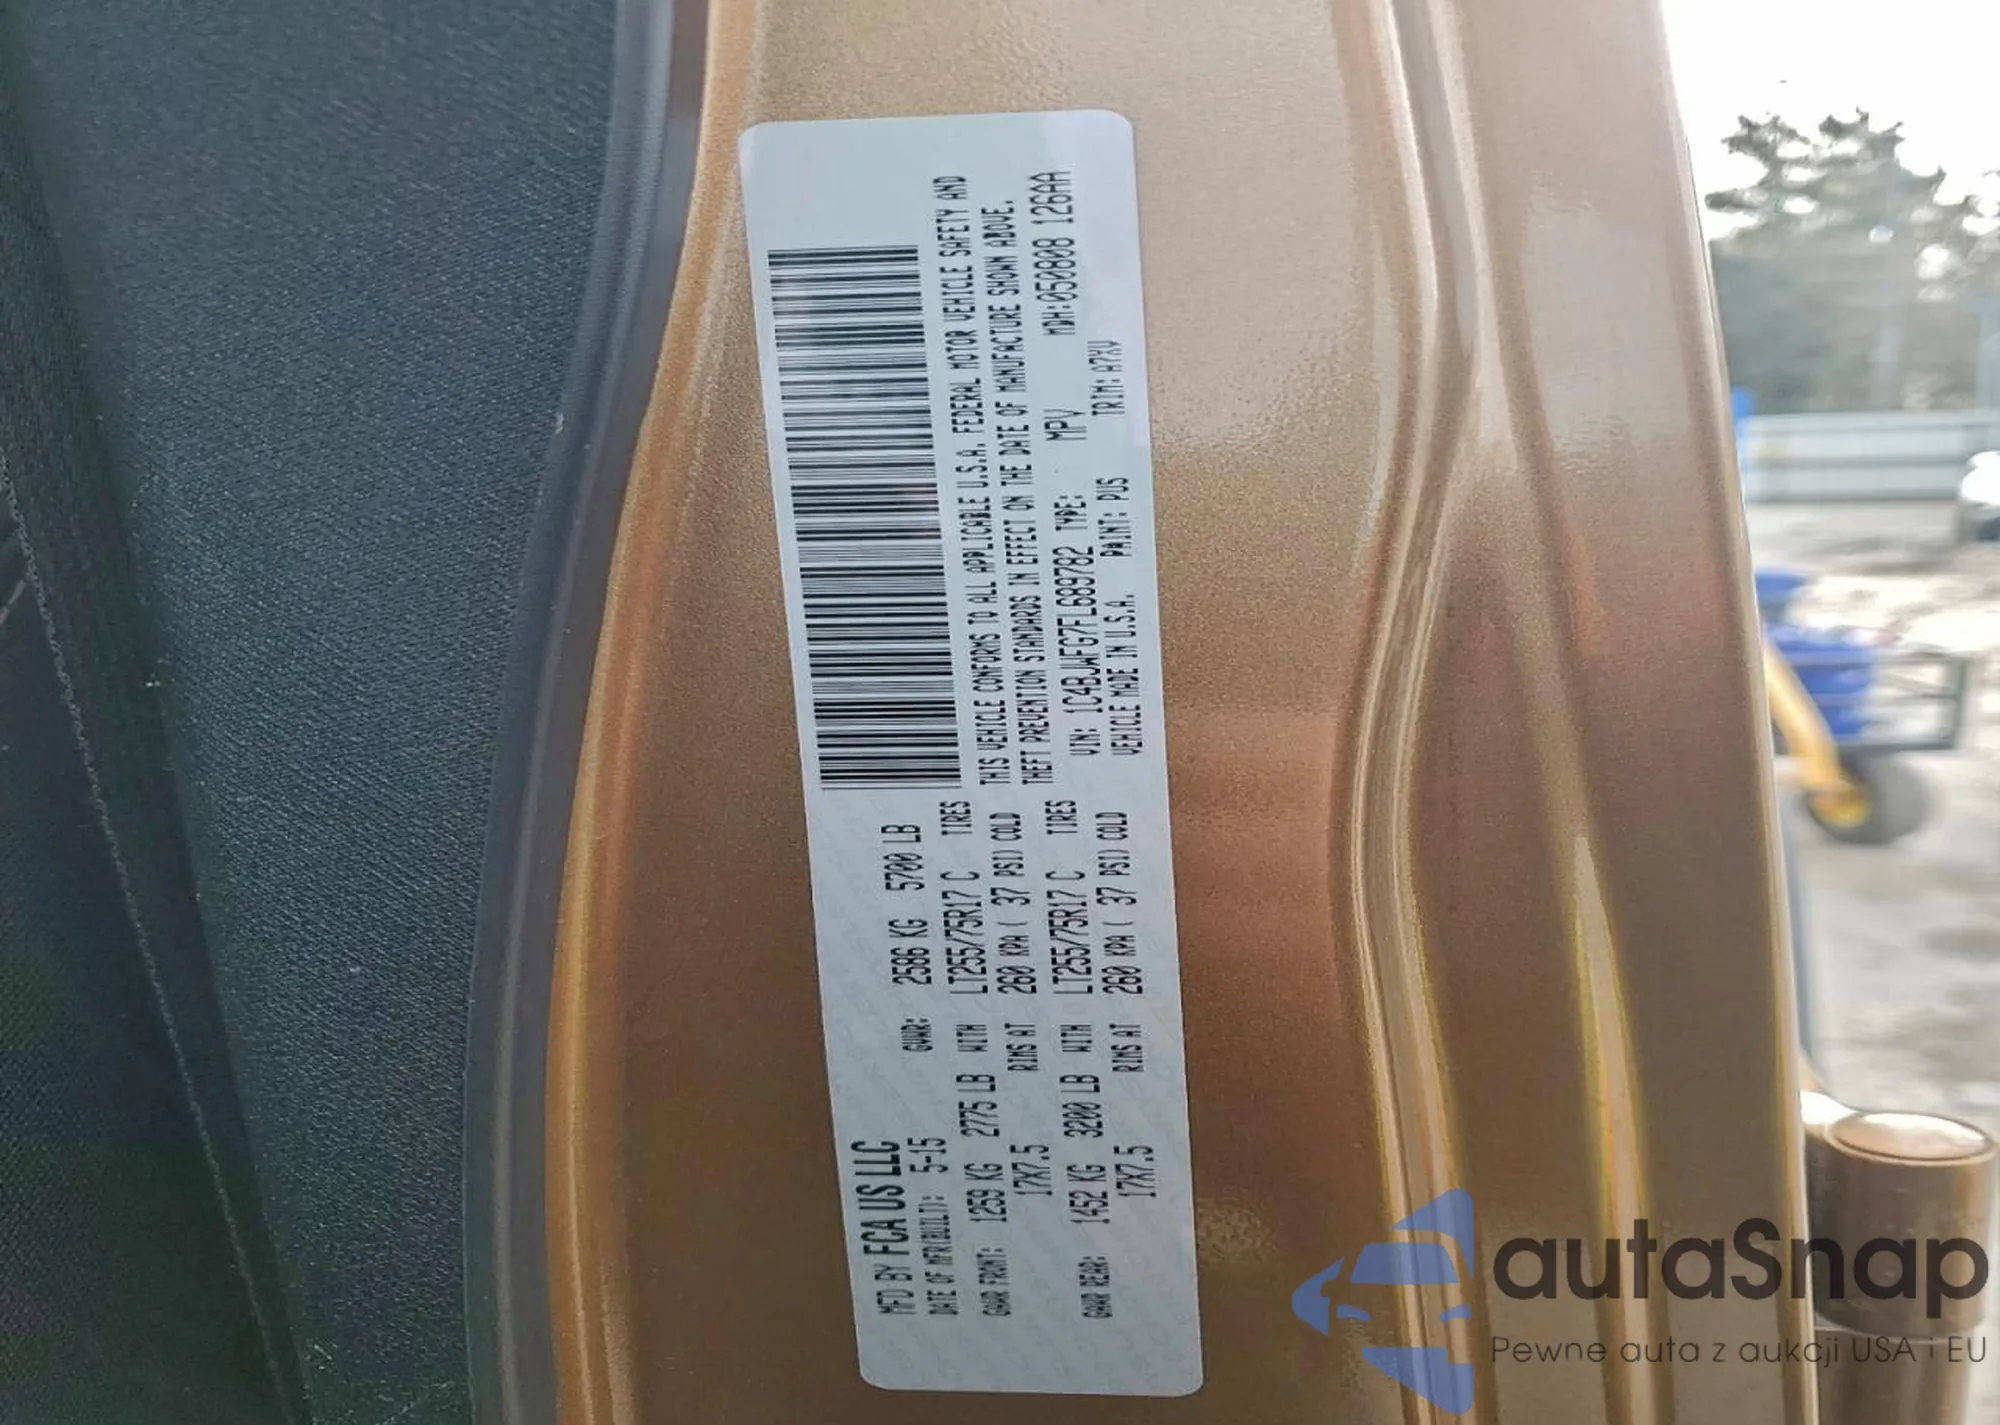 MFD BY FCA US LLC
DATE OF MFR(BUILT): 5-15 GVWR: 2586 KG 5700 LB
GAWR FRONT: 1259 KG 2775 LB WITH LT255/75R17 C TIRES
17X7.5 RIMS AT 260 KPA ( 37 PSI) COLD
GAWR REAR: 1452 KG 3200 LB WITH LT255/75R17 C TIRES
17X7.5 RIMS AT 260 KPA ( 37 PSI) COLD
THIS VEHICLE CONFORMS TO ALL APPLICABLE U.S.A. FEDERAL MOTOR VEHICLE SAFETY AND
THEFT PREVENTION STANDARDS IN EFFECT ON THE DATE OF MANUFACTURE SHOWN ABOVE.
VIN: 1C4BJWFG7FL689782 TYPE: MPV MDH:050808 126AA
VEHICLE MADE IN U.S.A. PAINT: PUS TRIM: A7XV
autaSnap
Pewne auta z aukcji USA i EU